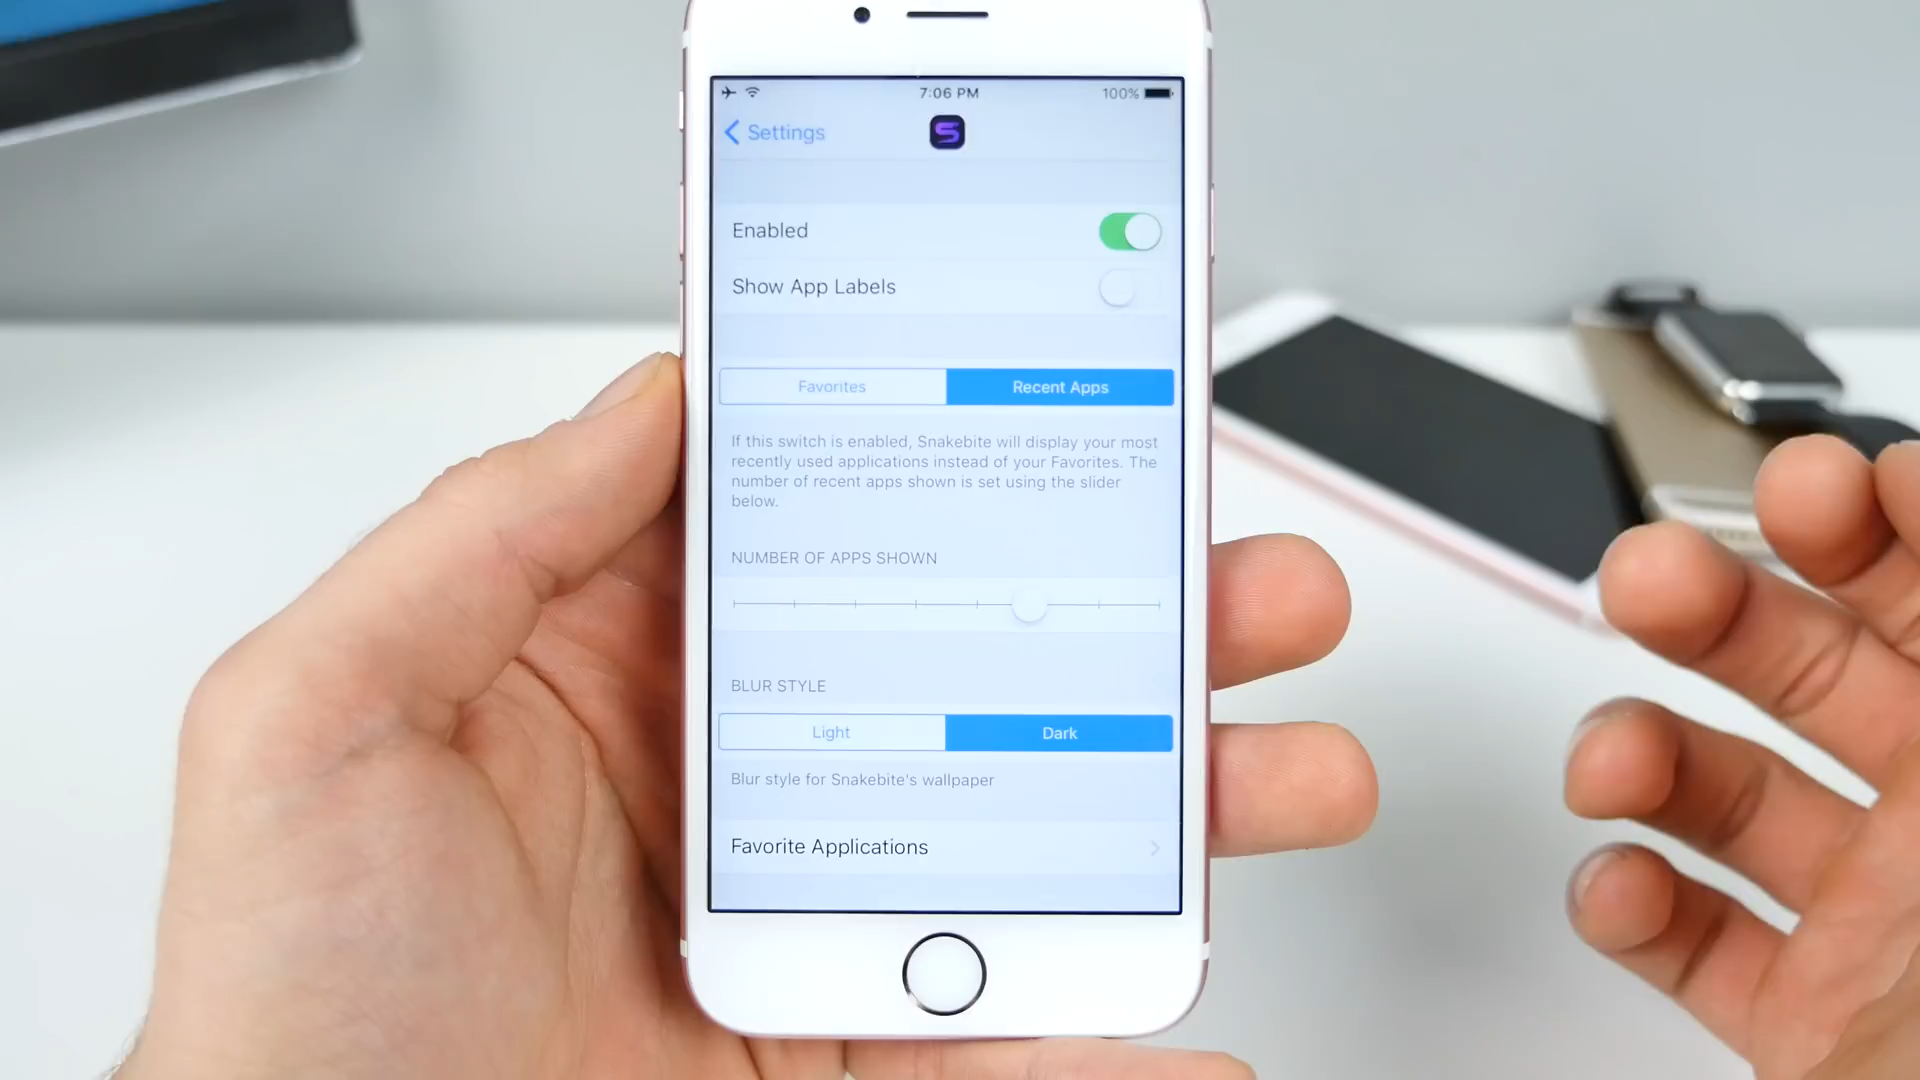 7:06 PM
100%
Settings
S
Enabled
Show App Labels
Favorites
Recent Apps
If this switch is enabled, Snakebite will display your most
recently used applications instead of your Favorites. The
number of recent apps shown is set using the slider
below.
NUMBER OF APPS SHOWN
BLUR STYLE
Light
Dark
Blur style for Snakebite's wallpaper
Favorite Applications